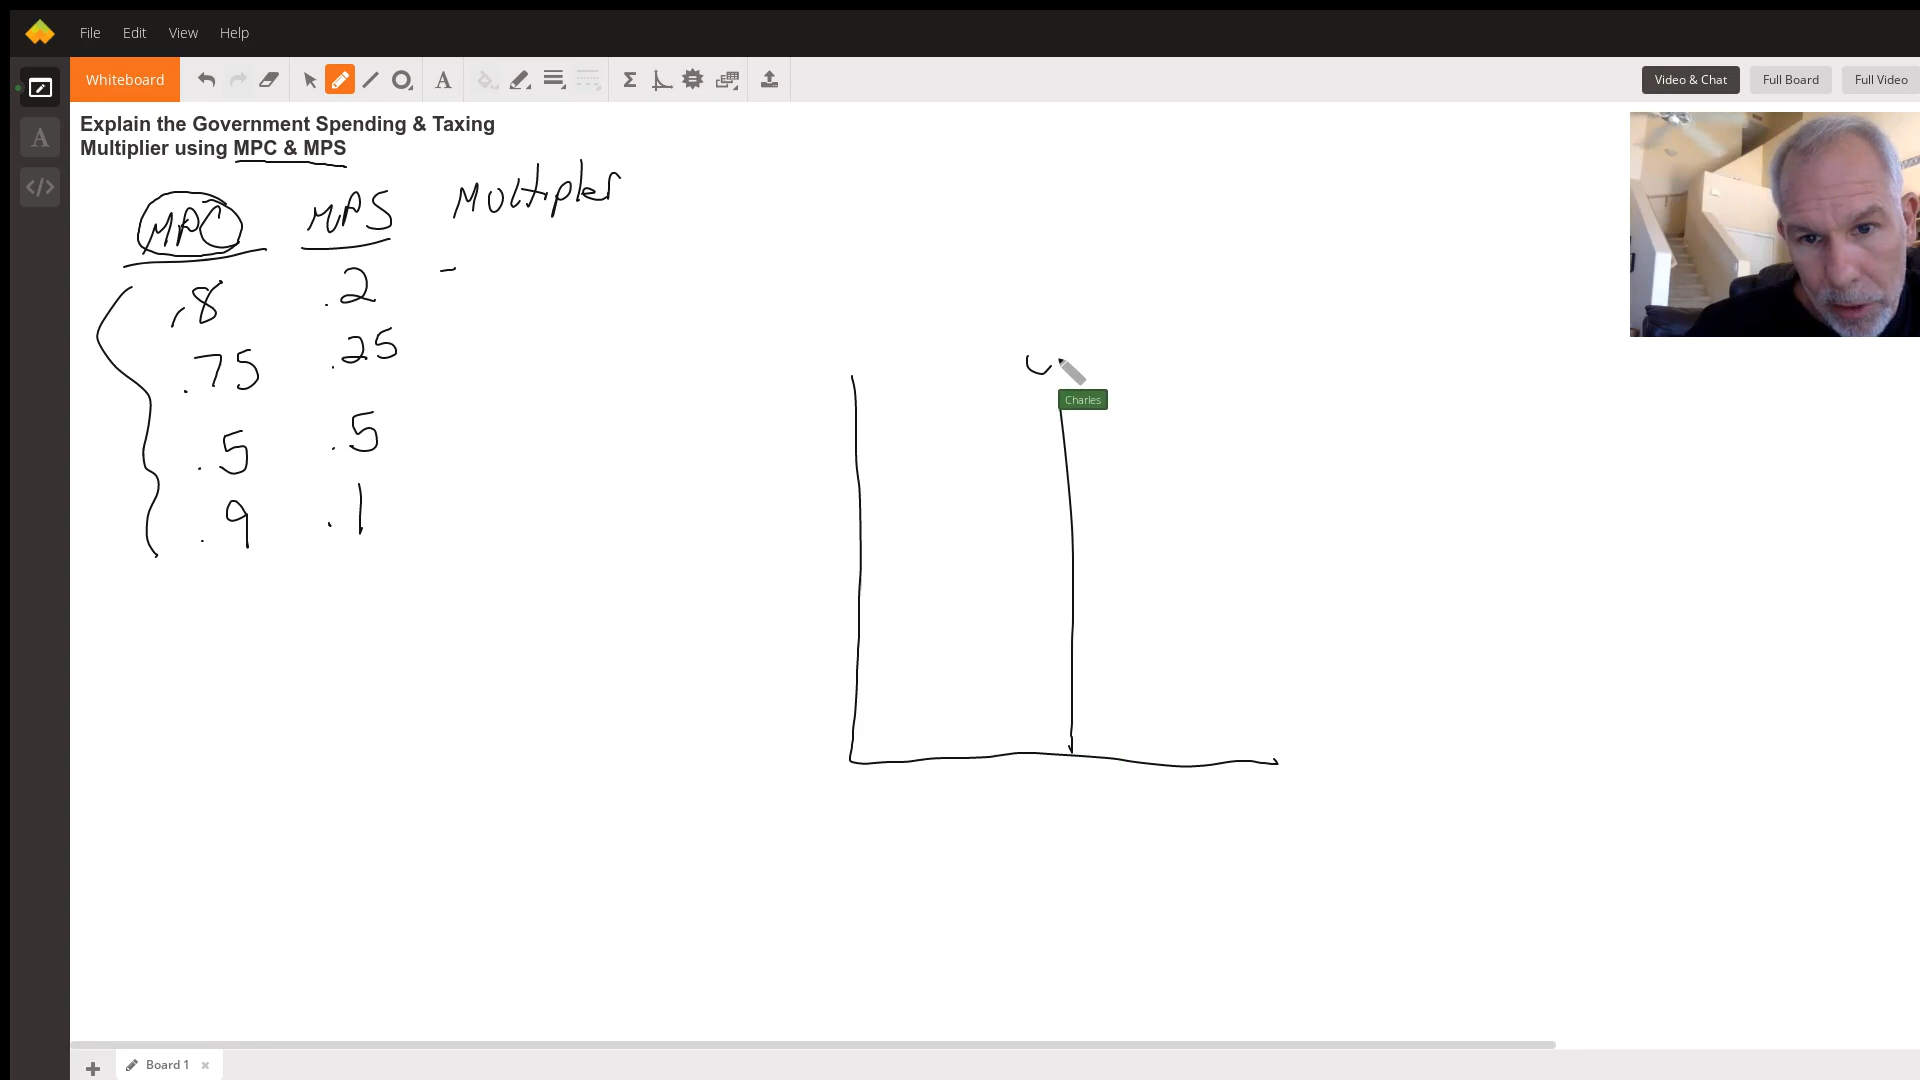 File Edit View Help
Whiteboard
Video & Chat Full Board Full Video
Explain the Government Spending & Taxing
Multiplier using MPC & MPS
MPC MPS Multipler
.8 .2 -
.75 .25
.5 .5
.9 .1
Charles
Board 1